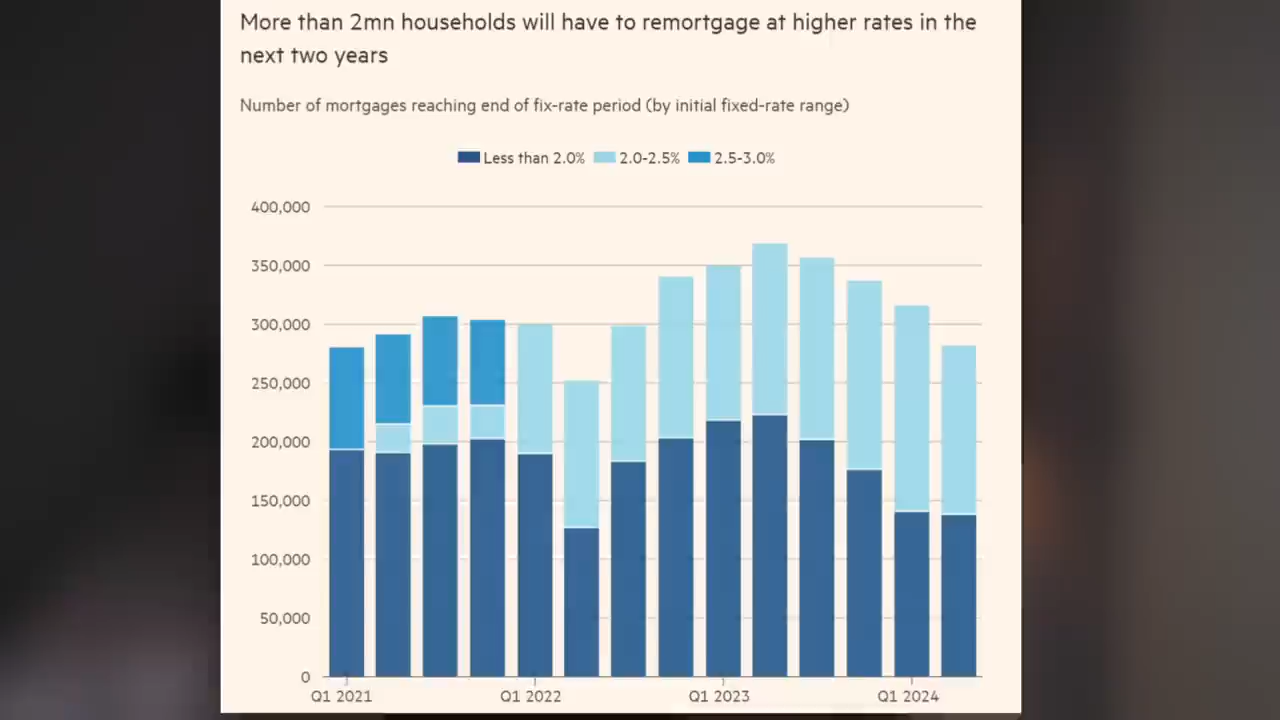 More than 2mn households will have to remortgage at higher rates in the
next two years
Number of mortgages reaching end of fix-rate period (by initial fixed-rate range)
Less than 2.0% 2.0-2.5% 2.5-3.0%
400,000
350,000
300,000
250,000
200,000
150,000
100,000
50,000
0
Q1 2021 Q1 2022 Q1 2023 Q1 2024